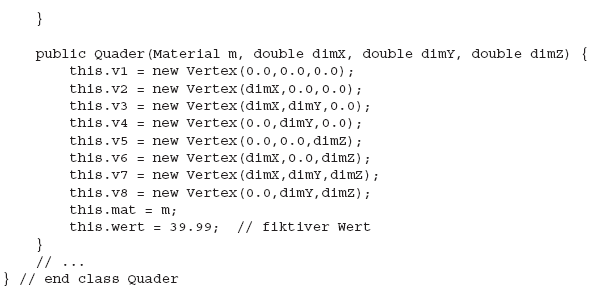 }
public Quader(Material m, double dimX, double dimY, double dimZ) {
this.v1 = new Vertex(0.0,0.0,0.0);
this.v2 = new Vertex(dimX,0.0,0.0);
this.v3 = new Vertex(dimX,dimY,0.0);
this.v4 = new Vertex(0.0,dimY,0.0);
this.v5 = new Vertex(0.0,0.0,dimZ);
this.v6 = new Vertex(dimX,0.0,dimZ);
this.v7 = new Vertex(dimX,dimY,dimZ);
this.v8 = new Vertex(0.0,dimY,dimZ);
this.mat = m;
this.wert = 39.99;  // fiktiver Wert
}
// ...
} // end class Quader